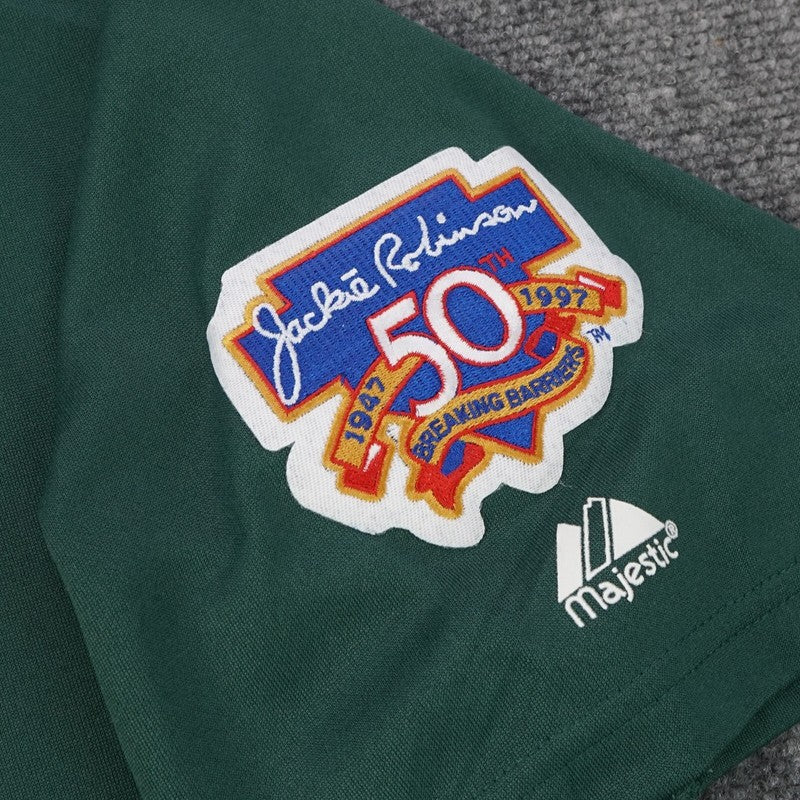 Jackie Robinson
50TH
1947
1997
BREAKING BARRIERS
TM
majestic®